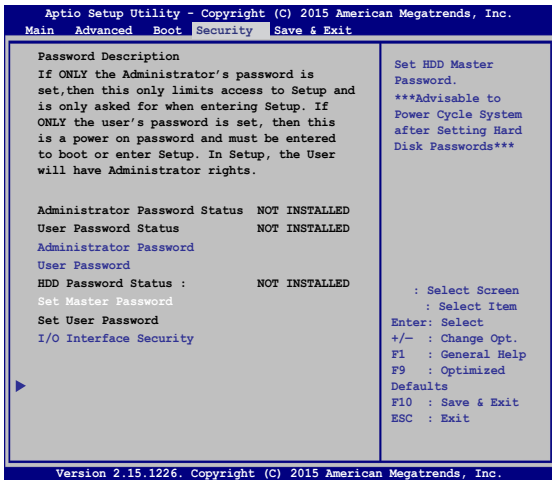 Aptio Setup Utility - Copyright (C) 2015 American Megatrends, Inc.
Main Advanced Boot Security Save & Exit
Password Description
If ONLY the Administrator's password is
set,then this only limits access to Setup and
is only asked for when entering Setup. If
ONLY the user's password is set, then this
is a power on password and must be entered
to boot or enter Setup. In Setup, the User
will have Administrator rights.
Administrator Password Status NOT INSTALLED
User Password Status NOT INSTALLED
Administrator Password
User Password
HDD Password Status : NOT INSTALLED
Set Master Password
Set User Password
I/O Interface Security
Set HDD Master
Password.
***Advisable to
Power Cycle System
after Setting Hard
Disk Passwords***
: Select Screen
: Select Item
Enter: Select
+/— : Change Opt.
F1 : General Help
F9 : Optimized
Defaults
F10 : Save & Exit
ESC : Exit
Version 2.15.1226. Copyright (C) 2015 American Megatrends, Inc.